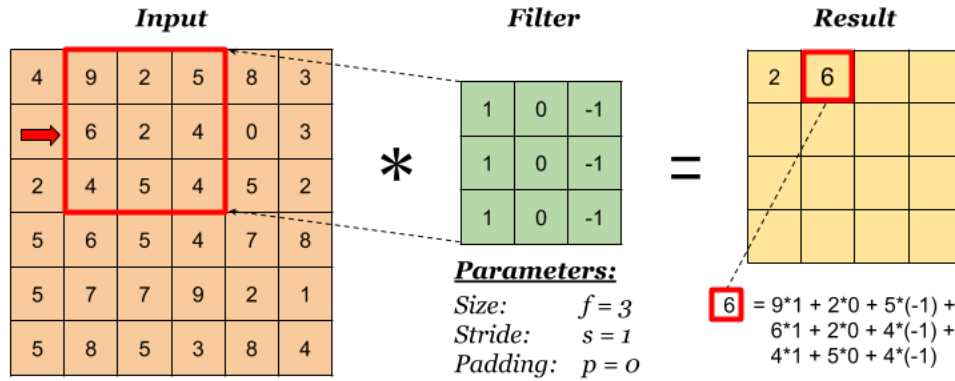 Input Filter Result
4 9 2 5 8 3
6 2 4 0 3
2 4 5 4 5 2
5 6 5 4 7 8
5 7 7 9 2 1
5 8 5 3 8 4
*
1 0 -1
1 0 -1
1 0 -1
=
2 6
Parameters:
Size: f = 3
Stride: s = 1
Padding: p = 0
6 = 9*1 + 2*0 + 5*(-1) +
6*1 + 2*0 + 4*(-1) +
4*1 + 5*0 + 4*(-1)